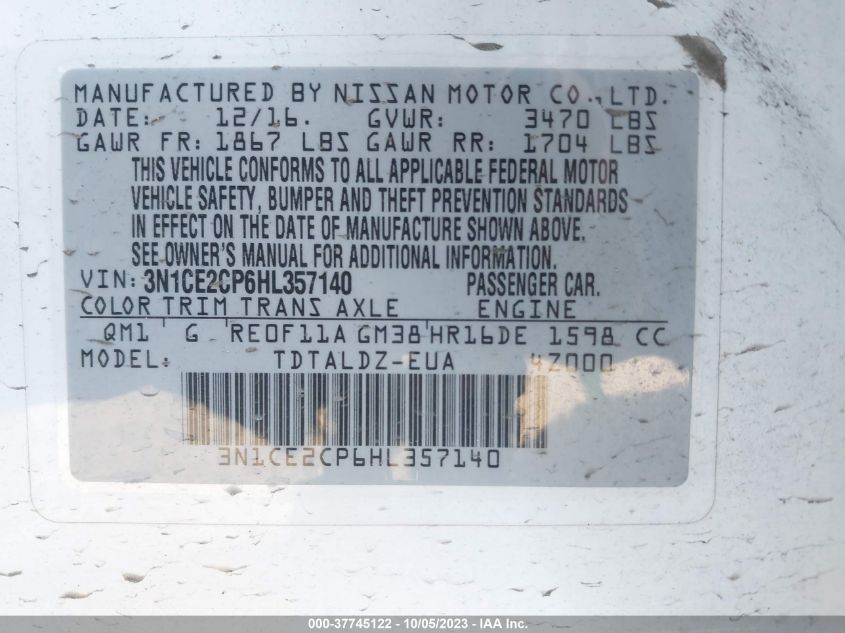 MANUFACTURED BY NISSAN MOTOR CO., LTD.
DATE: 12/16. GVWR: 3470 LBS
GAWR FR: 1867 LBS GAWR RR: 1704 LBS
THIS VEHICLE CONFORMS TO ALL APPLICABLE FEDERAL MOTOR
VEHICLE SAFETY, BUMPER AND THEFT PREVENTION STANDARDS
IN EFFECT ON THE DATE OF MANUFACTURE SHOWN ABOVE.
SEE OWNER'S MANUAL FOR ADDITIONAL INFORMATION.
VIN: 3N1CE2CP6HL357140 PASSENGER CAR.
COLOR TRIM TRANS AXLE ENGINE
QM1 G RE0F11A GM38 HR16DE 1598 CC
MODEL: TDTALDZ-EUA 4Z000
3N1CE2CP6HL357140
000-37745122 - 10/05/2023 - IAA Inc.